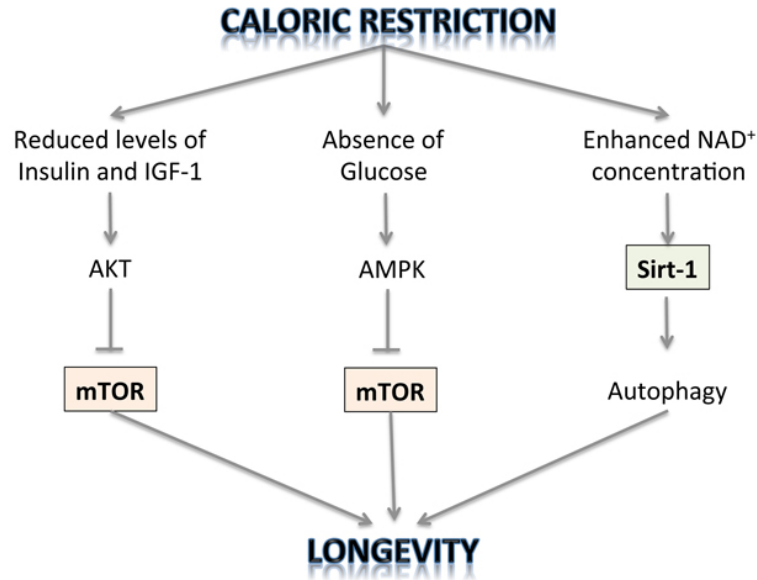 CALORIC RESTRICTION
Reduced levels of
Insulin and IGF-1
Absence of
Glucose
Enhanced NAD⁺
concentration
AKT
AMPK
Sirt-1
mTOR
mTOR
Autophagy
LONGEVITY